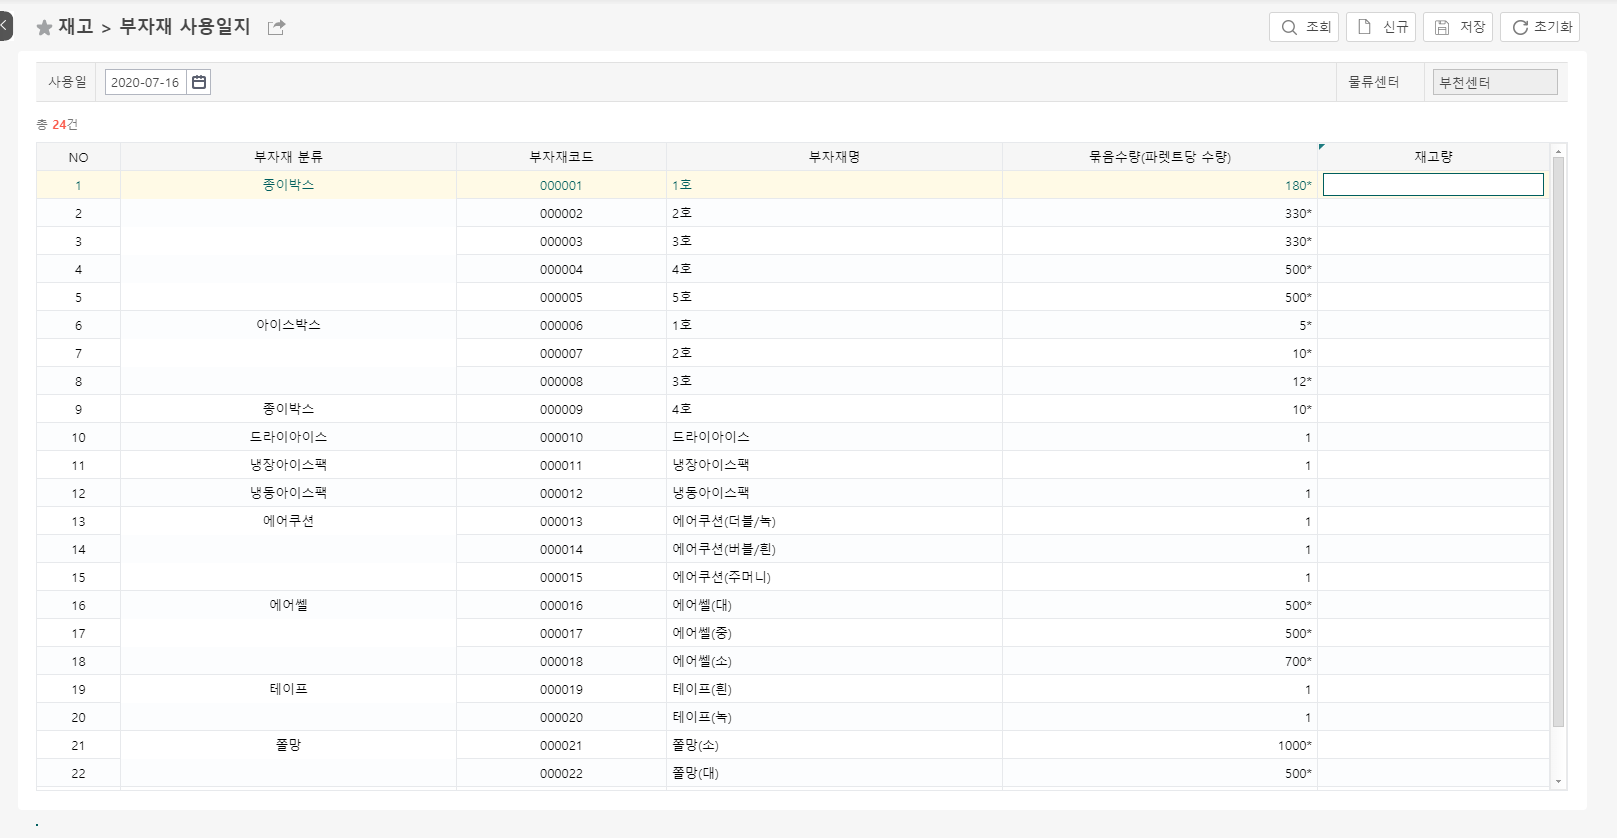 재고 > 부자재 사용일지
조회 신규 저장 초기화
사용일 2020-07-16 물류센터 부천센터
총 24건
NO 부자재 분류 부자재코드 부자재명 묶음수량(파렛트당 수량) 재고량
1 종이박스 000001 1호 180*
2 000002 2호 330*
3 000003 3호 330*
4 000004 4호 500*
5 000005 5호 500*
6 아이스박스 000006 1호 5*
7 000007 2호 10*
8 000008 3호 12*
9 종이박스 000009 4호 10*
10 드라이아이스 000010 드라이아이스 1
11 냉장아이스팩 000011 냉장아이스팩 1
12 냉동아이스팩 000012 냉동아이스팩 1
13 에어쿠션 000013 에어쿠션(더블/녹) 1
14 000014 에어쿠션(버블/흰) 1
15 000015 에어쿠션(주머니) 1
16 에어쎌 000016 에어쎌(대) 500*
17 000017 에어쎌(중) 500*
18 000018 에어쎌(소) 700*
19 테이프 000019 테이프(흰) 1
20 000020 테이프(녹) 1
21 쫄망 000021 쫄망(소) 1000*
22 000022 쫄망(대) 500*